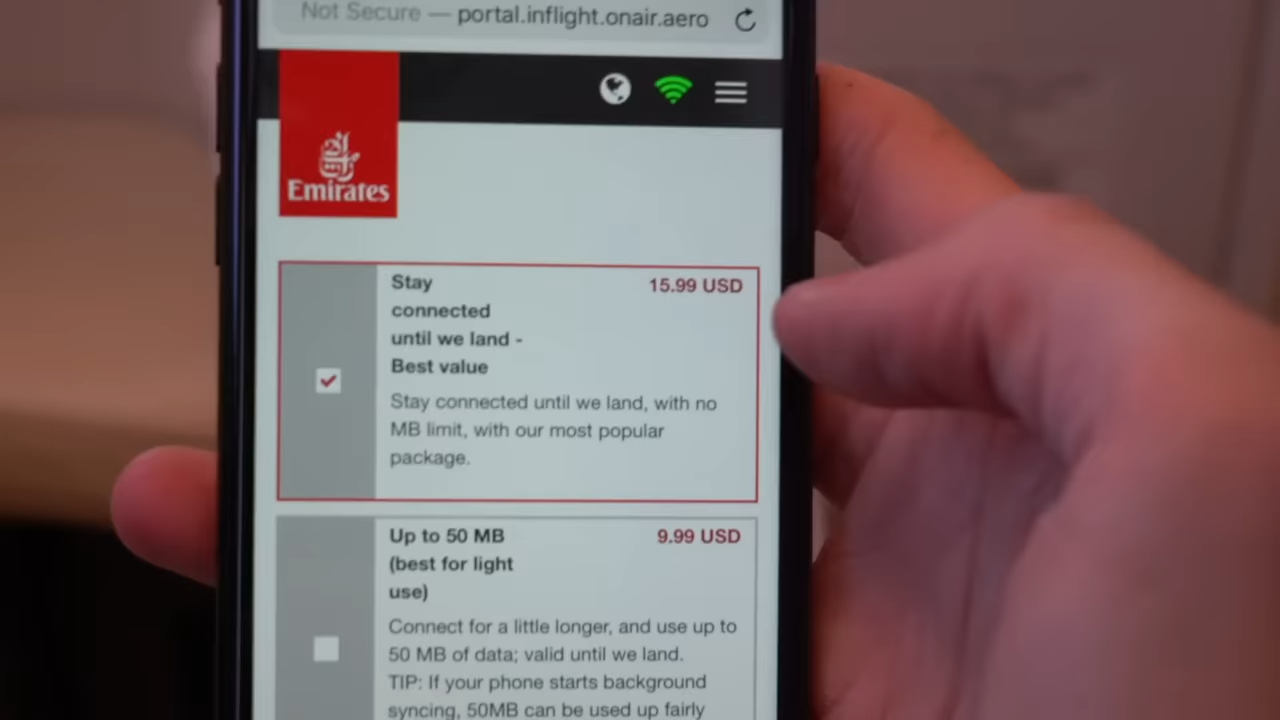 Not Secure — portal.inflight.onair.aero
Emirates
Stay 15.99 USD
connected
until we land -
Best value
Stay connected until we land, with no
MB limit, with our most popular
package.
Up to 50 MB 9.99 USD
(best for light
use)
Connect for a little longer, and use up to
50 MB of data; valid until we land.
TIP: If your phone starts background
syncing, 50MB can be used up fairly